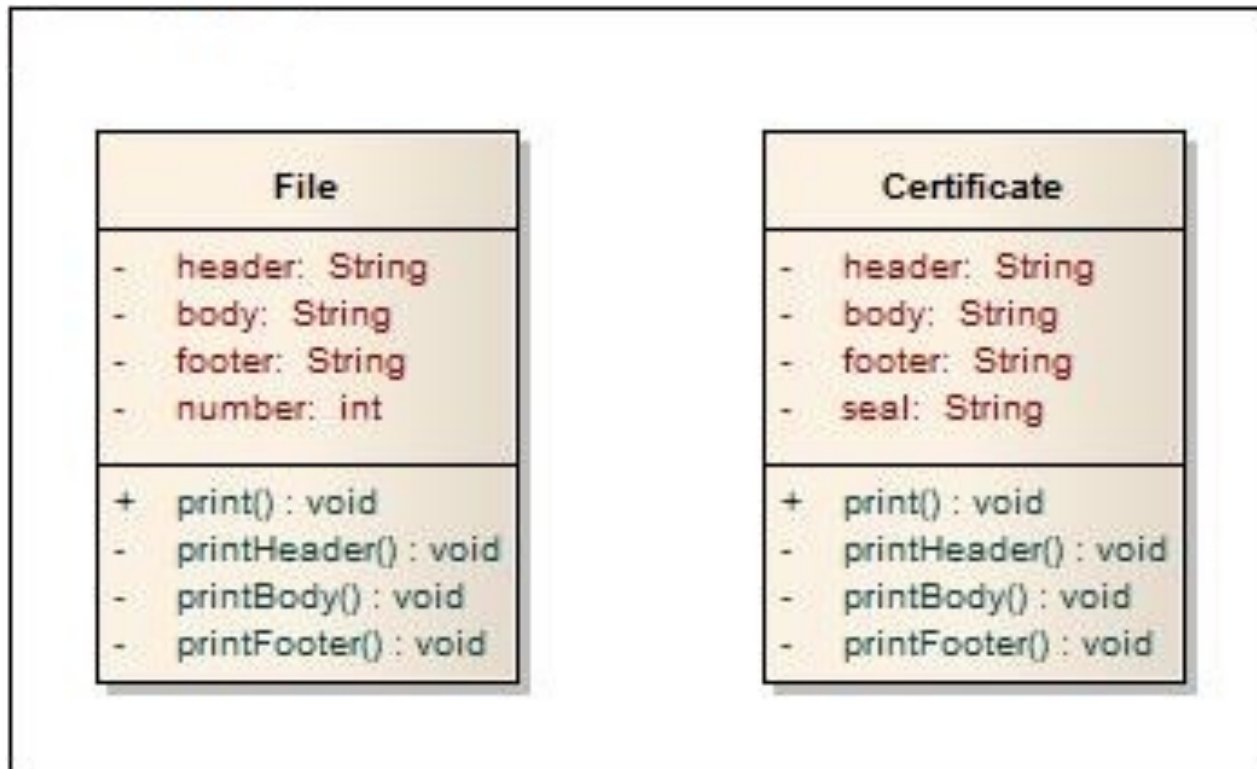 File
- header: String
- body: String
- footer: String
- number: int
+ print() : void
- printHeader() : void
- printBody() : void
- printFooter() : void
Certificate
- header: String
- body: String
- footer: String
- seal: String
+ print() : void
- printHeader() : void
- printBody() : void
- printFooter() : void